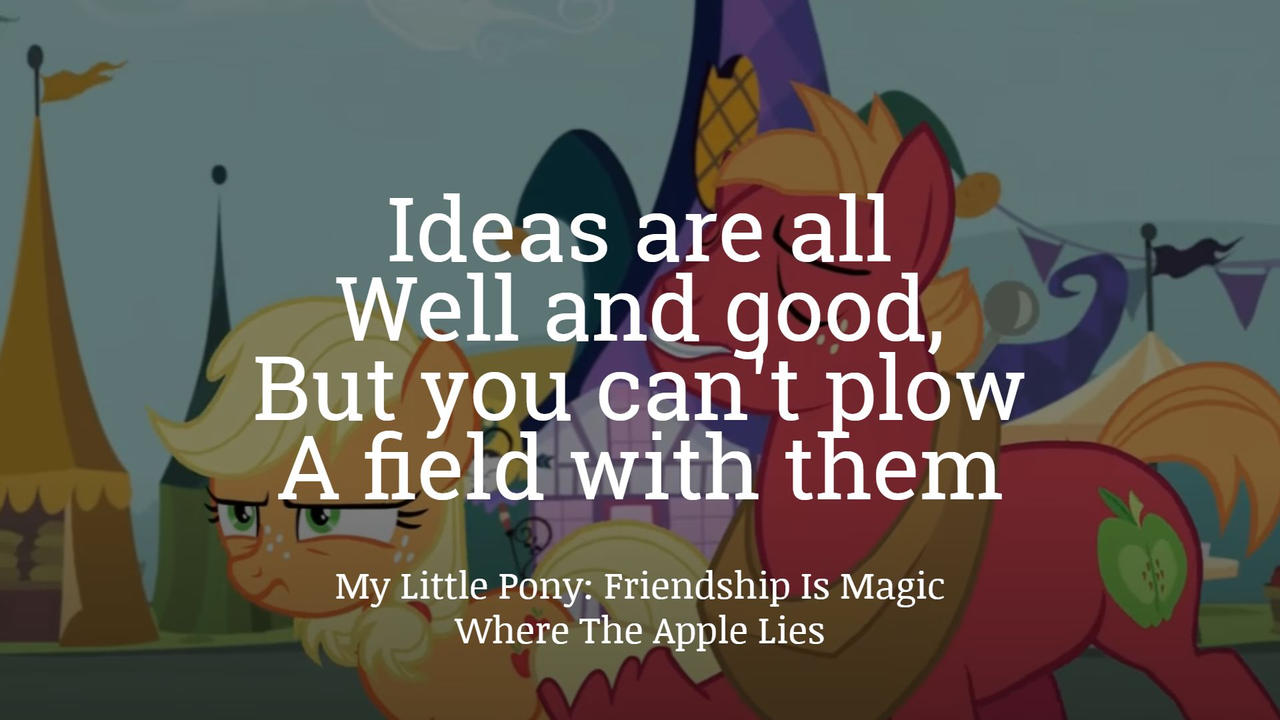 Ideas are all
Well and good,
But you can't plow
A field with them
My Little Pony: Friendship Is Magic
Where The Apple Lies